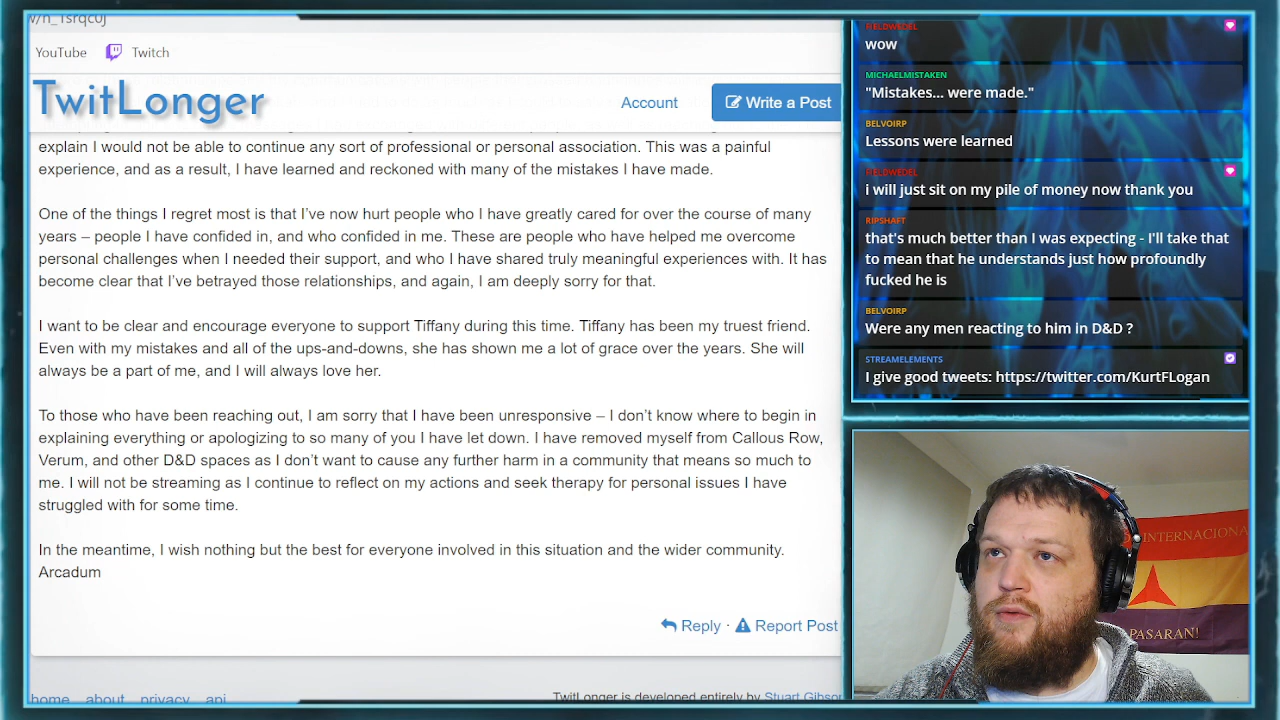 v/n_1srqc0j
YouTube Twitch
TwitLonger
Account
Write a Post
explain I would not be able to continue any sort of professional or personal association. This was a painful
experience, and as a result, I have learned and reckoned with many of the mistakes I have made.
One of the things I regret most is that I've now hurt people who I have greatly cared for over the course of many
years – people I have confided in, and who confided in me. These are people who have helped me overcome
personal challenges when I needed their support, and who I have shared truly meaningful experiences with. It has
become clear that I've betrayed those relationships, and again, I am deeply sorry for that.
I want to be clear and encourage everyone to support Tiffany during this time. Tiffany has been my truest friend.
Even with my mistakes and all of the ups-and-downs, she has shown me a lot of grace over the years. She will
always be a part of me, and I will always love her.
To those who have been reaching out, I am sorry that I have been unresponsive – I don't know where to begin in
explaining everything or apologizing to so many of you I have let down. I have removed myself from Callous Row,
Verum, and other D&D spaces as I don't want to cause any further harm in a community that means so much to
me. I will not be streaming as I continue to reflect on my actions and seek therapy for personal issues I have
struggled with for some time.
In the meantime, I wish nothing but the best for everyone involved in this situation and the wider community.
Arcadum
Reply · Report Post
home about privacy api
TwitLonger is developed entirely by Stuart Gibson
FIELDWEDEL
wow
MICHAELMISTAKEN
"Mistakes... were made."
BELVOIRP
Lessons were learned
FIELDWEDEL
i will just sit on my pile of money now thank you
RIPSHAFT
that's much better than I was expecting - I'll take that
to mean that he understands just how profoundly
fucked he is
BELVOIRP
Were any men reacting to him in D&D ?
STREAMELEMENTS
I give good tweets: https://twitter.com/KurtFLogan
INTERNACIONA
PASARAN!